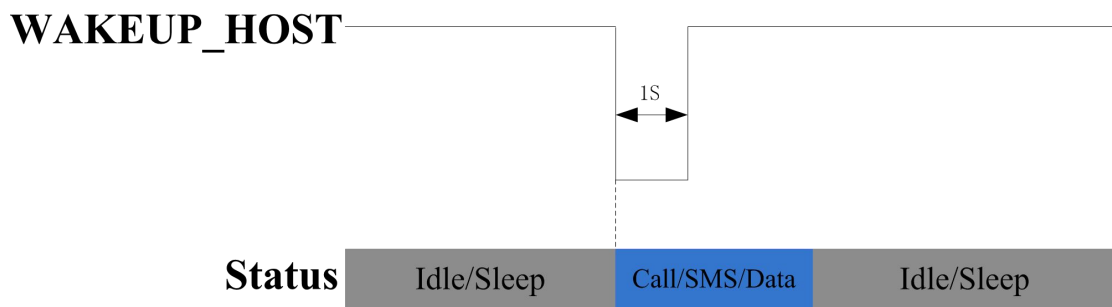 WAKEUP_HOST
1S
Status
Idle/Sleep
Call/SMS/Data
Idle/Sleep